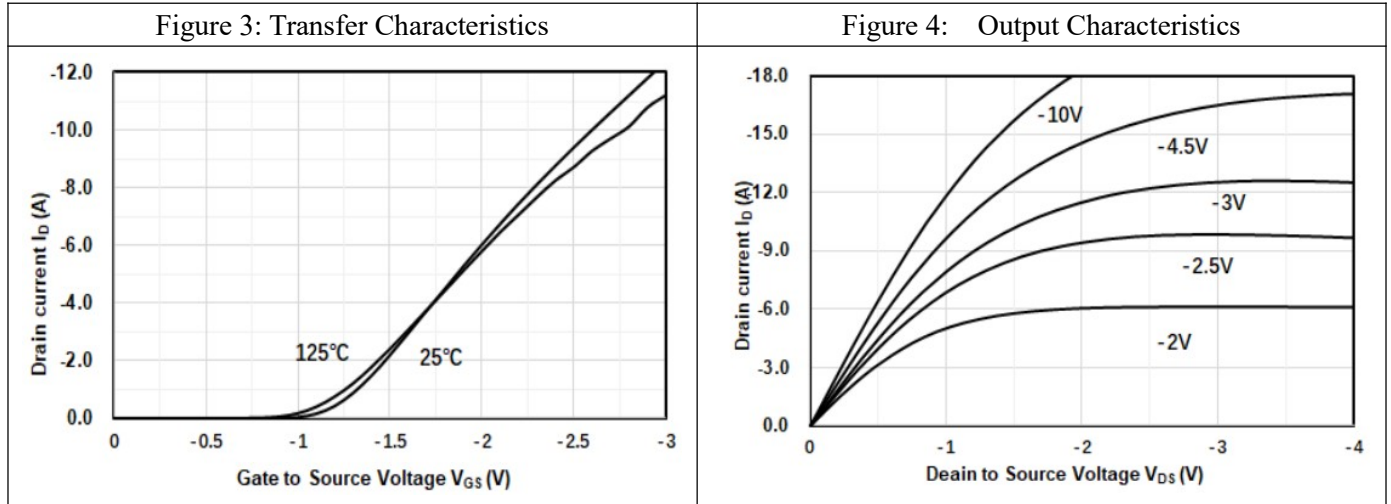 Figure 3: Transfer Characteristics
-12.0
-10.0
-8.0
-6.0
-4.0
-2.0
0.0
Drain current ID (A)
125℃
25℃
0 -0.5 -1 -1.5 -2 -2.5 -3
Gate to Source Voltage VGS (V)
Figure 4: Output Characteristics
-18.0
-15.0
-12.0
-9.0
-6.0
-3.0
0.0
Drain current ID (A)
-10V
-4.5V
-3V
-2.5V
-2V
0 -1 -2 -3 -4
Deain to Source Voltage VDS (V)